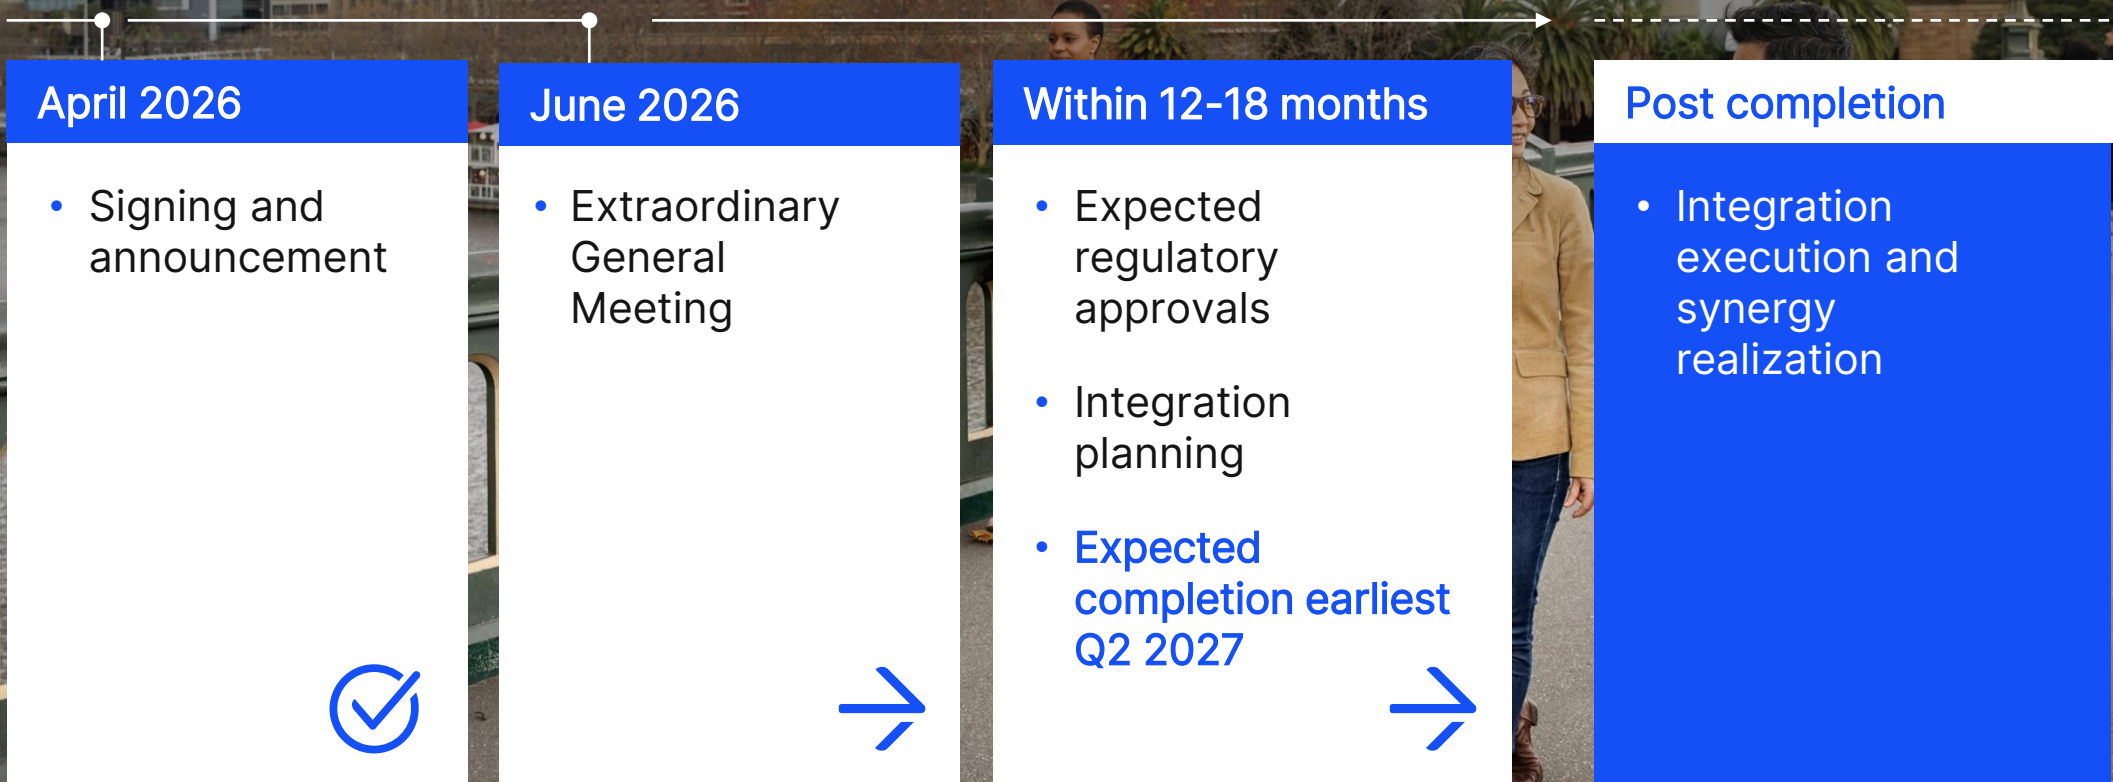 April 2026
• Signing and
announcement
June 2026
• Extraordinary
General
Meeting
Within 12-18 months
• Expected
regulatory
approvals
• Integration
planning
• Expected
completion earliest
Q2 2027
Post completion
• Integration
execution and
synergy
realization